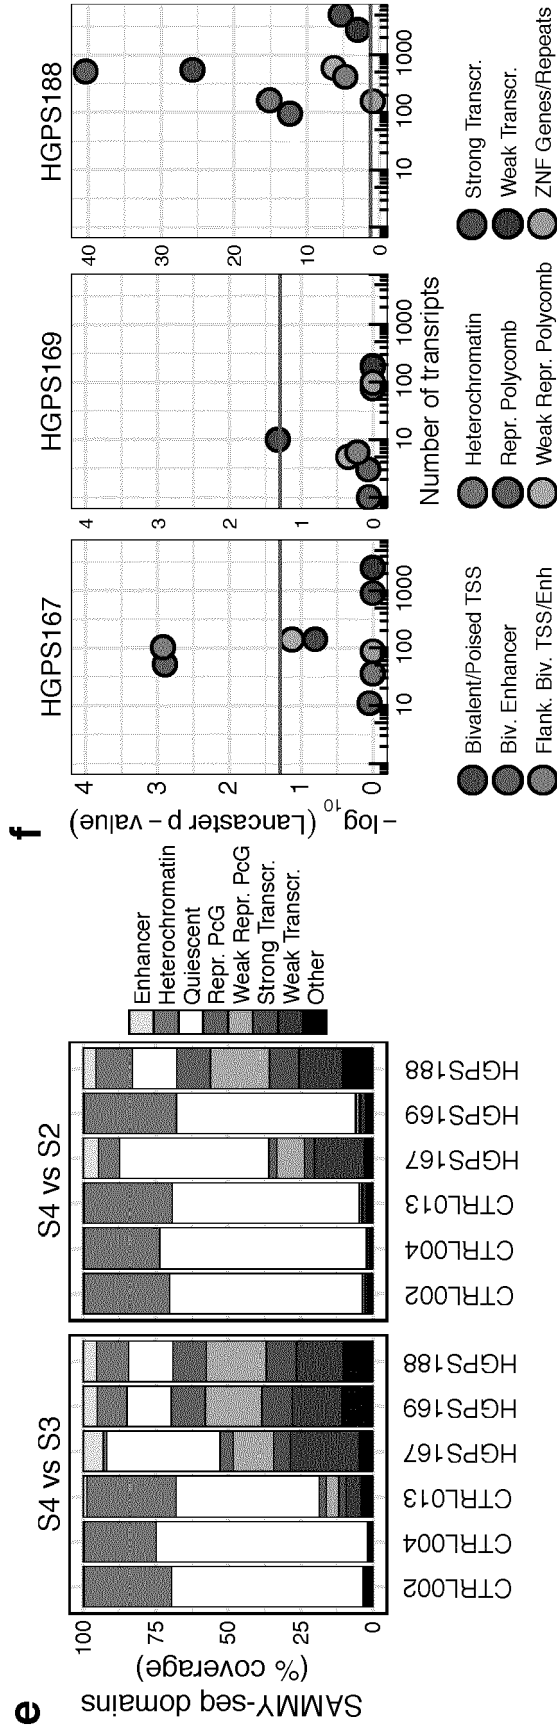 e
SAMMY-seq domains
(% coverage)
100
75
50
25
0
S4 vs S3
CTRL002
CTRL004
CTRL013
HGPS167
HGPS169
HGPS188
S4 vs S2
CTRL002
CTRL004
CTRL013
HGPS167
HGPS169
HGPS188
Enhancer
Heterochromatin
Quiescent
Repr. PcG
Weak Repr. PcG
Strong Transcr.
Weak Transcr.
Other
f
−log10 (Lancaster p − value)
HGPS167
4
3
2
1
0
10
100
1000
HGPS169
4
3
2
1
0
10
100
1000
HGPS188
40
30
20
10
0
10
100
1000
Number of transcripts
Bivalent/Poised TSS
Biv. Enhancer
Flank. Biv. TSS/Enh
Heterochromatin
Repr. Polycomb
Weak Repr. Polycomb
Strong Transcr.
Weak Transcr.
ZNF Genes/Repeats